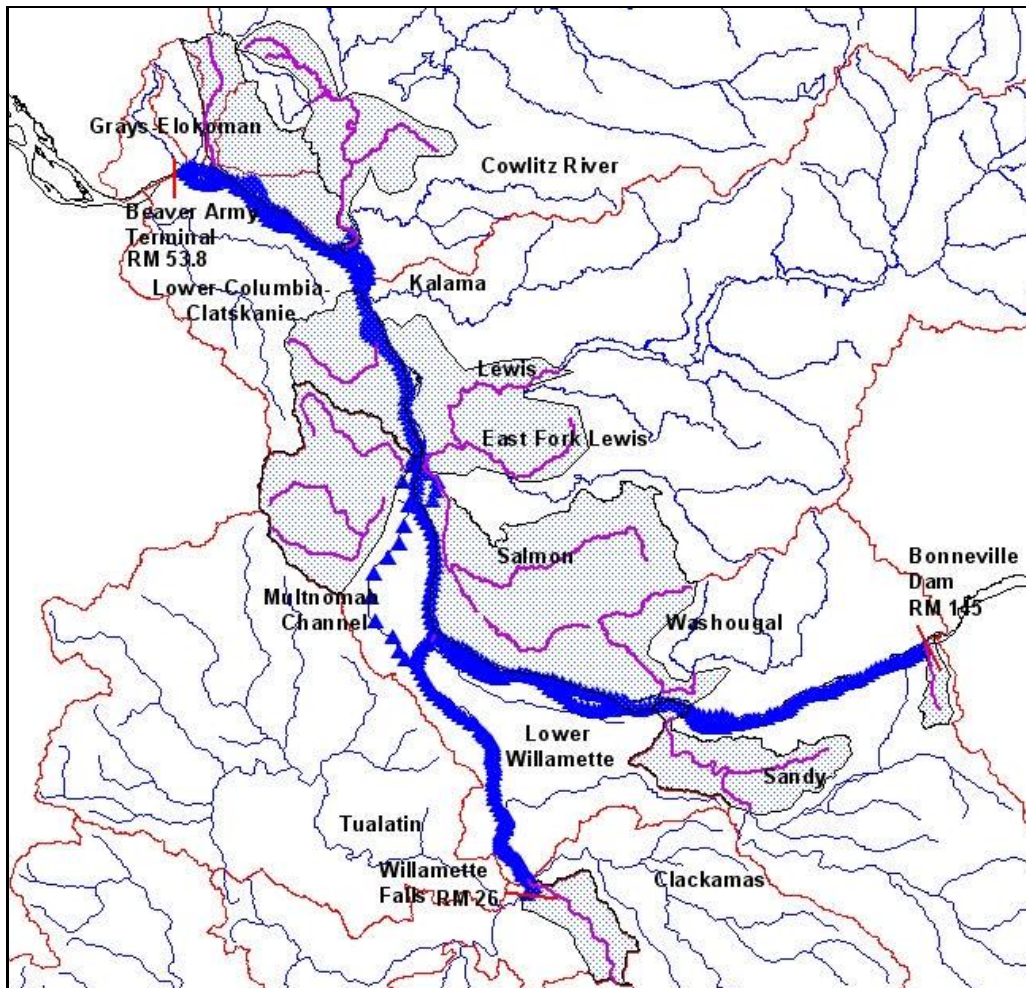 Grays-Elokoman
Cowlitz River
Beaver Army
Terminal
RM 53.8
Lower Columbia-
Clatskanie
Kalama
Lewis
East Fork Lewis
Salmon
Bonneville
Dam
RM 145
Multnomah
Channel
Washougal
Lower
Willamette
Sandy
Tualatin
Willamette
Falls RM 26
Clackamas